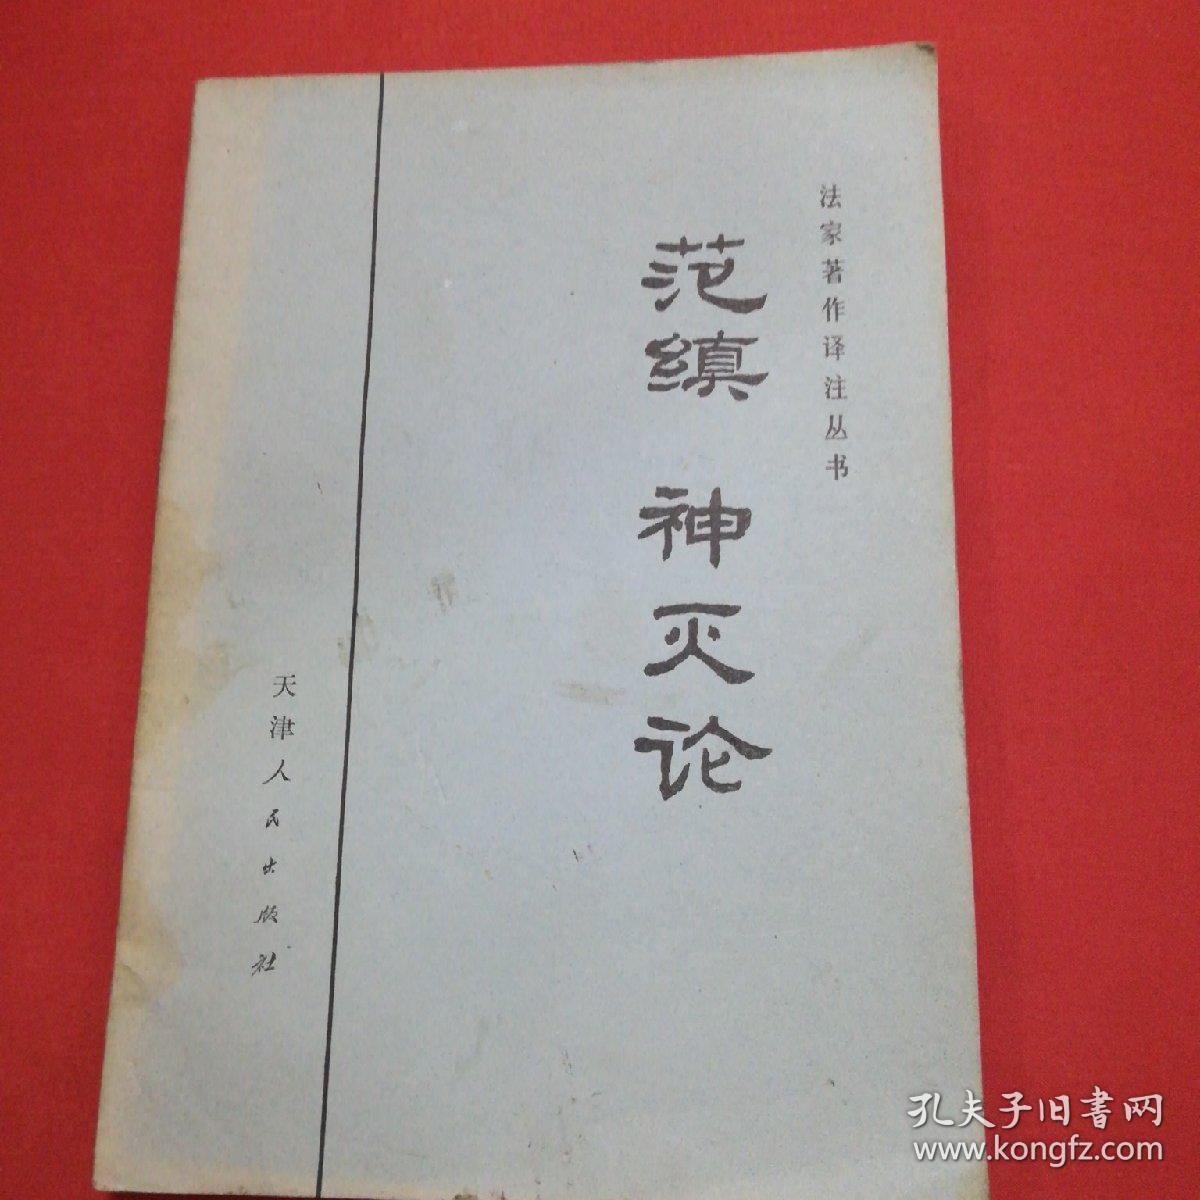 法家著作译注丛书
范缜 神灭论
天津人民出版社
孔夫子旧書网
www.kongfz.com